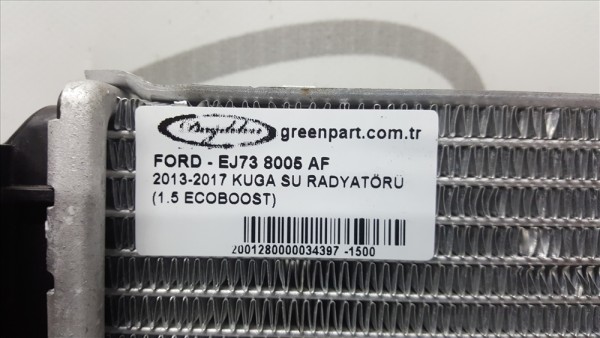 greenpart.com.tr
FORD - EJ73 8005 AF
2013-2017 KUGA SU RADYATÖRÜ
(1.5 ECOBOOST)
2001280000034397 -1500